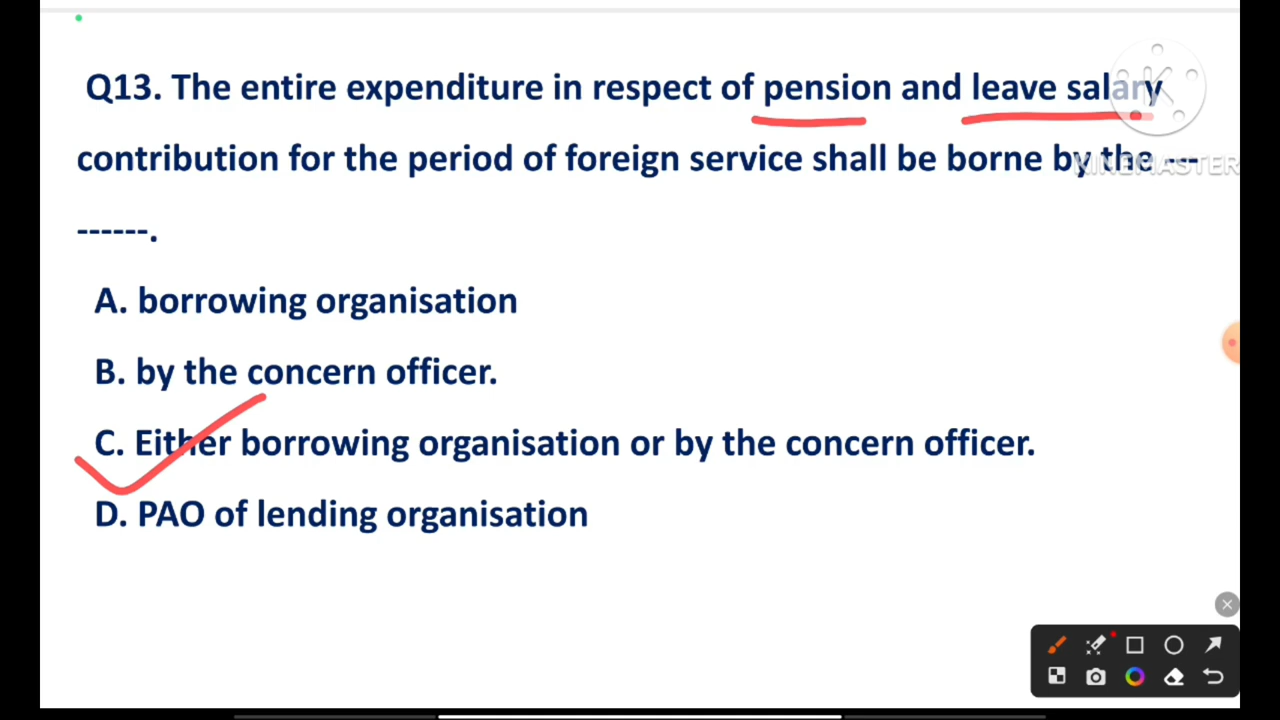 Q13. The entire expenditure in respect of pension and leave salary
contribution for the period of foreign service shall be borne by the ---
------.
A. borrowing organisation
B. by the concern officer.
C. Either borrowing organisation or by the concern officer.
D. PAO of lending organisation
KINEMASTER